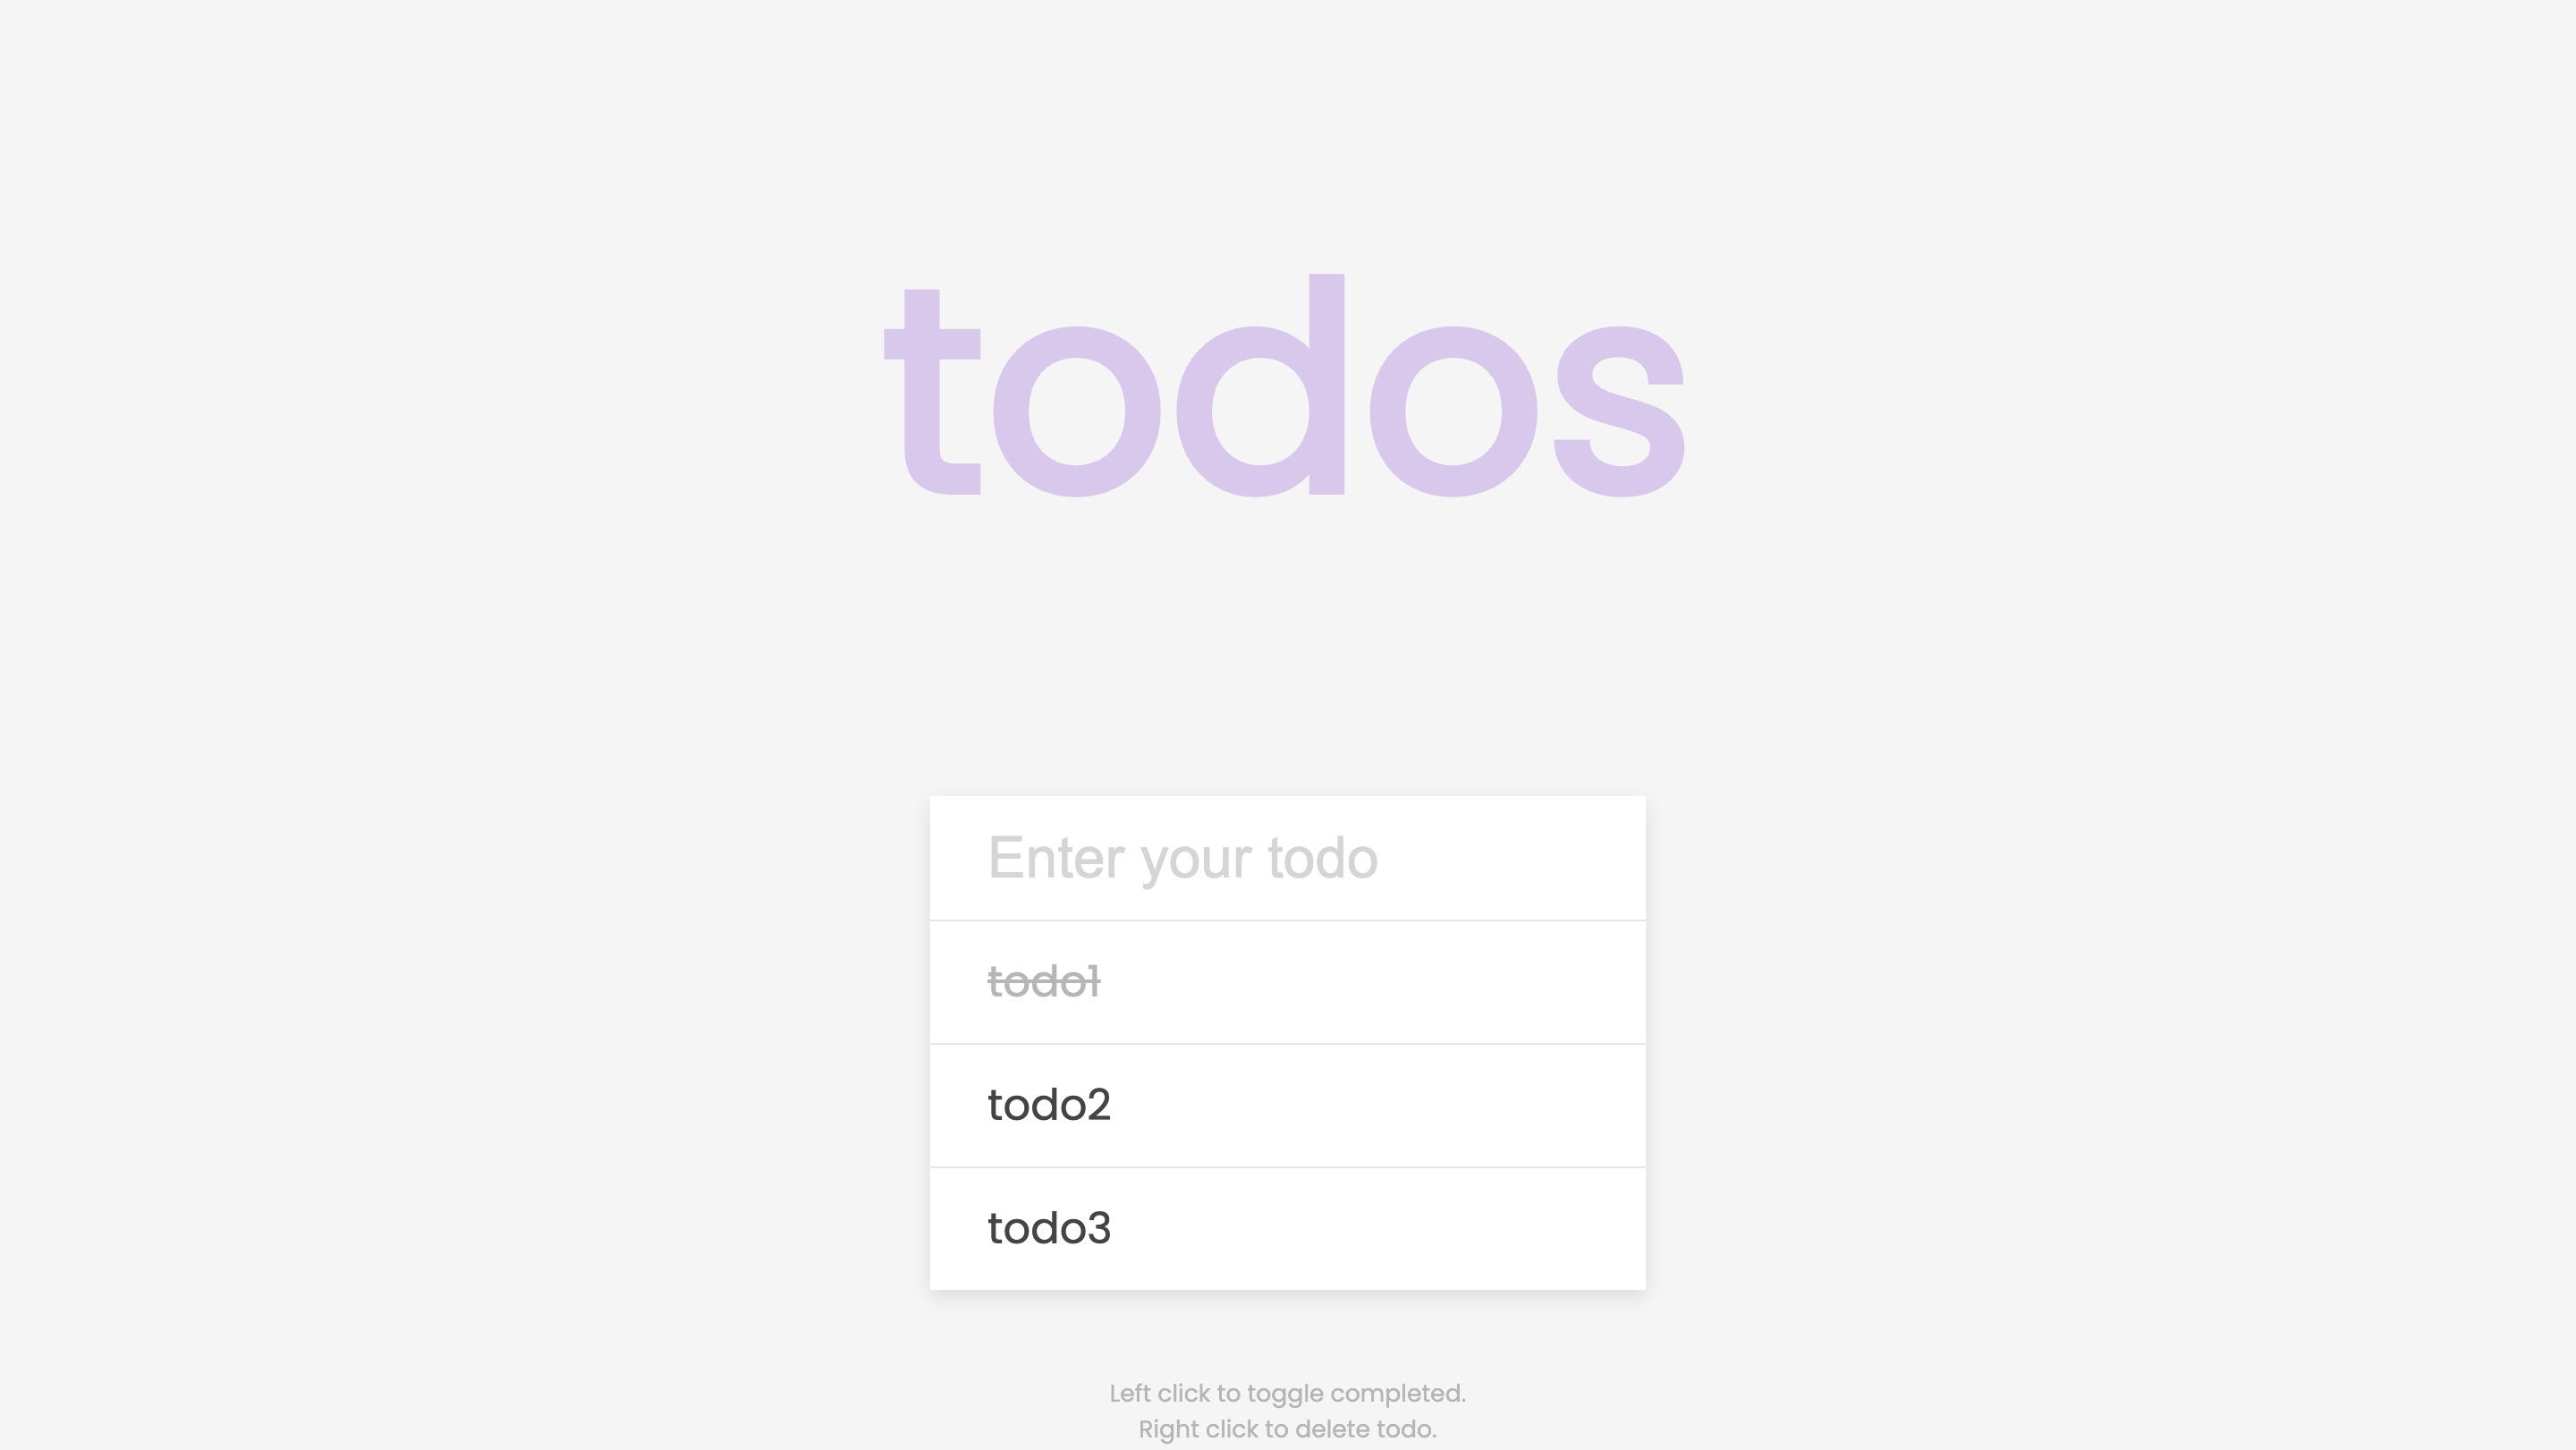 todos
Enter your todo
todo1
todo2
todo3
Left click to toggle completed.
Right click to delete todo.